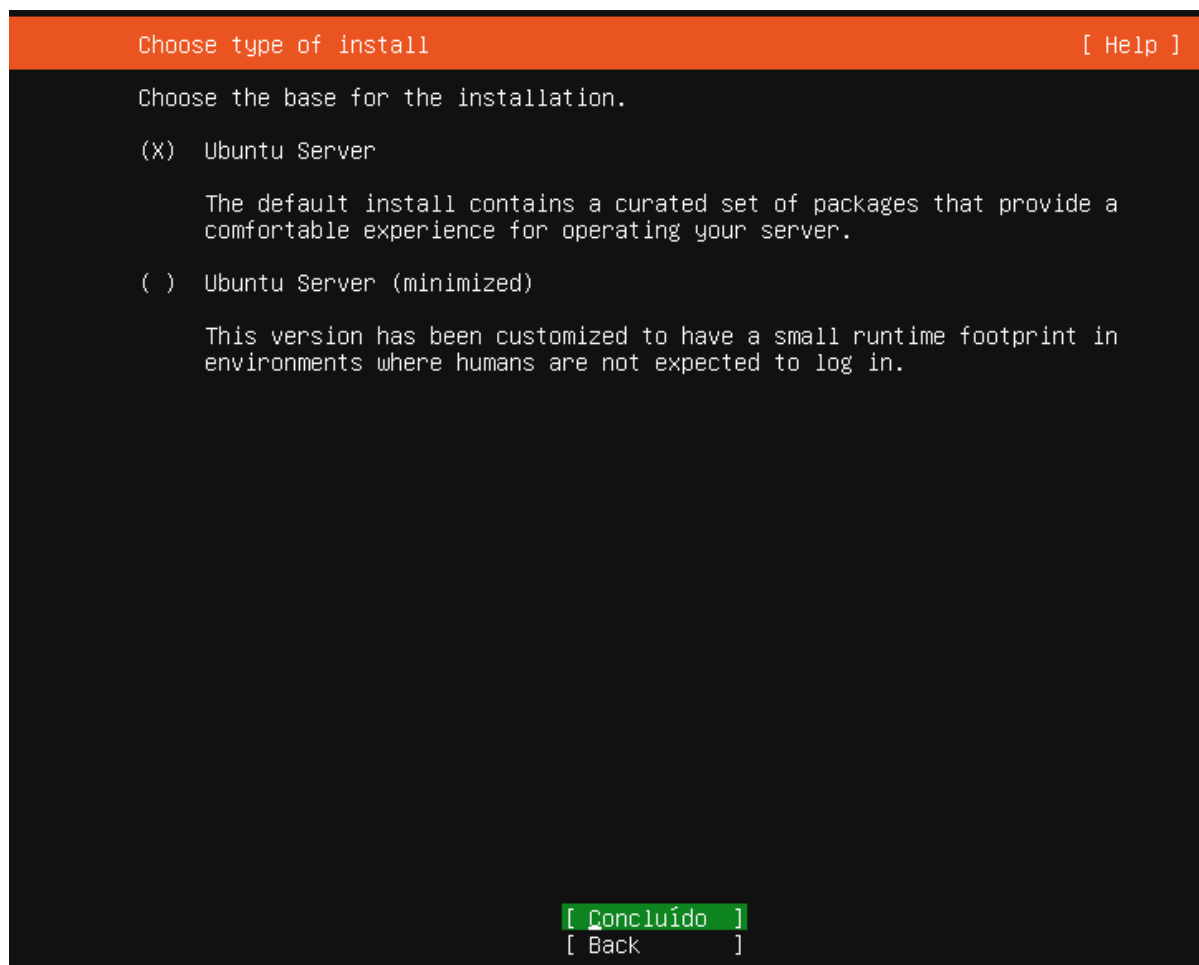 Choose type of install [ Help ]
Choose the base for the installation.
(X) Ubuntu Server
The default install contains a curated set of packages that provide a
comfortable experience for operating your server.
( ) Ubuntu Server (minimized)
This version has been customized to have a small runtime footprint in
environments where humans are not expected to log in.
[ Concluído ]
[ Back ]